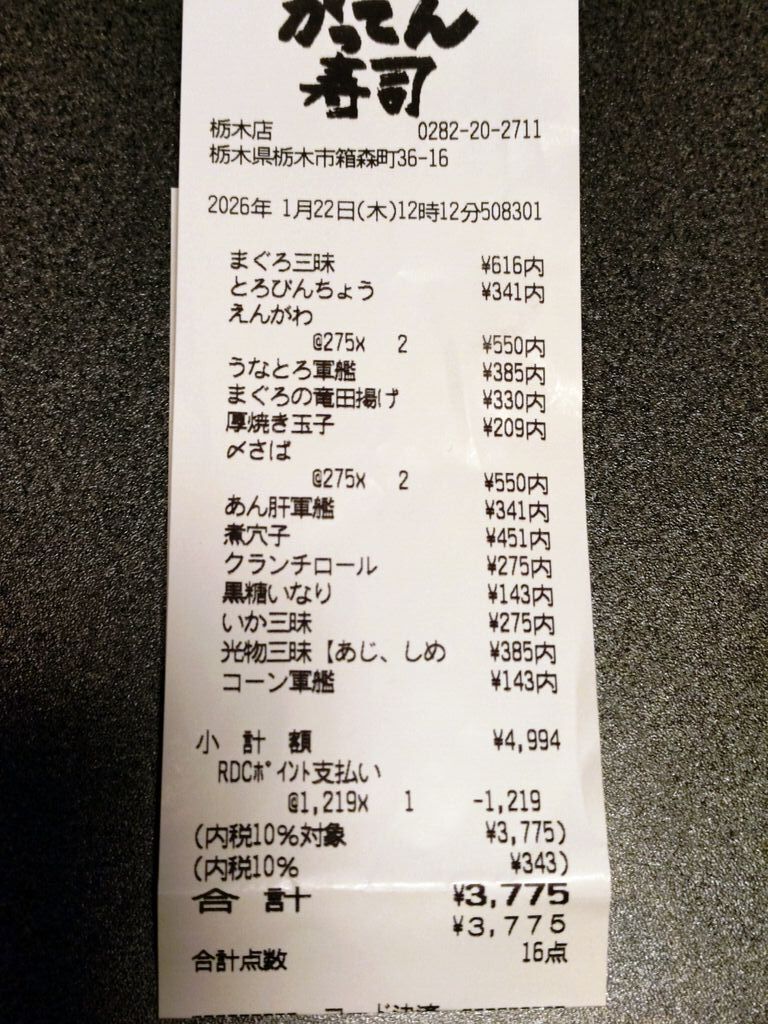 がってん
寿司
栃木店 0282-20-2711
栃木県栃木市箱森町36-16
2026年 1月22日(木)12時12分508301
まぐろ三昧 ¥616内
とろびんちょう ¥341内
えんがわ
@275x 2 ¥550内
うなとろ軍艦 ¥385内
まぐろの竜田揚げ ¥330内
厚焼き玉子 ¥209内
〆さば
@275x 2 ¥550内
あん肝軍艦 ¥341内
煮穴子 ¥451内
クランチロール ¥275内
黒糖いなり ¥143内
いか三昧 ¥275内
光物三昧【あじ、しめ ¥385内
コーン軍艦 ¥143内
小 計 額 ¥4,994
RDCポイント支払い
@1,219x 1 -1,219
(内税10%対象 ¥3,775)
(内税10% ¥343)
合 計 ¥3,775
¥3,775
合計点数 16点